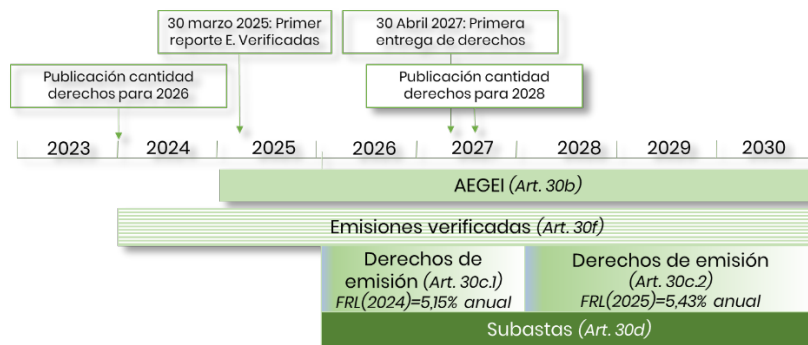 30 marzo 2025: Primer
reporte E. Verificadas
30 Abril 2027: Primera
entrega de derechos
Publicación cantidad
derechos para 2026
Publicación cantidad
derechos para 2028
2023 2024 2025 2026 2027 2028 2029 2030
AEGEI (Art. 30b)
Emisiones verificadas (Art. 30f)
Derechos de
emisión (Art. 30c.1)
FRL(2024)=5,15% anual
Derechos de emisión
(Art. 30c.2)
FRL(2025)=5,43% anual
Subastas (Art. 30d)